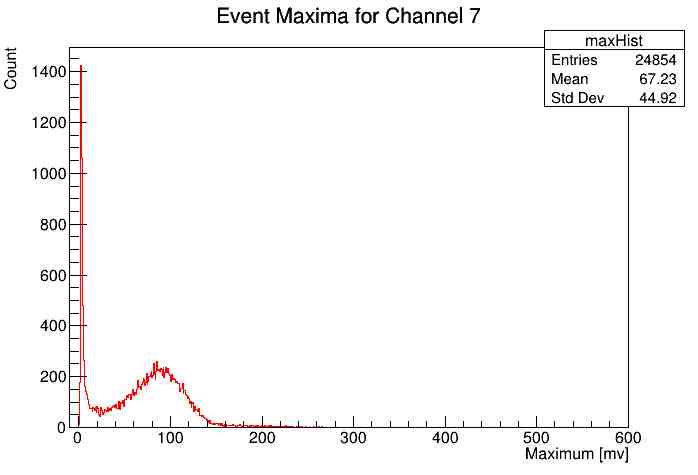 Event Maxima for Channel 7
maxHist
Entries 24854
Mean 67.23
Std Dev 44.92
Count
1400
1200
1000
800
600
400
200
0
0 100 200 300 400 500 600
Maximum [mv]